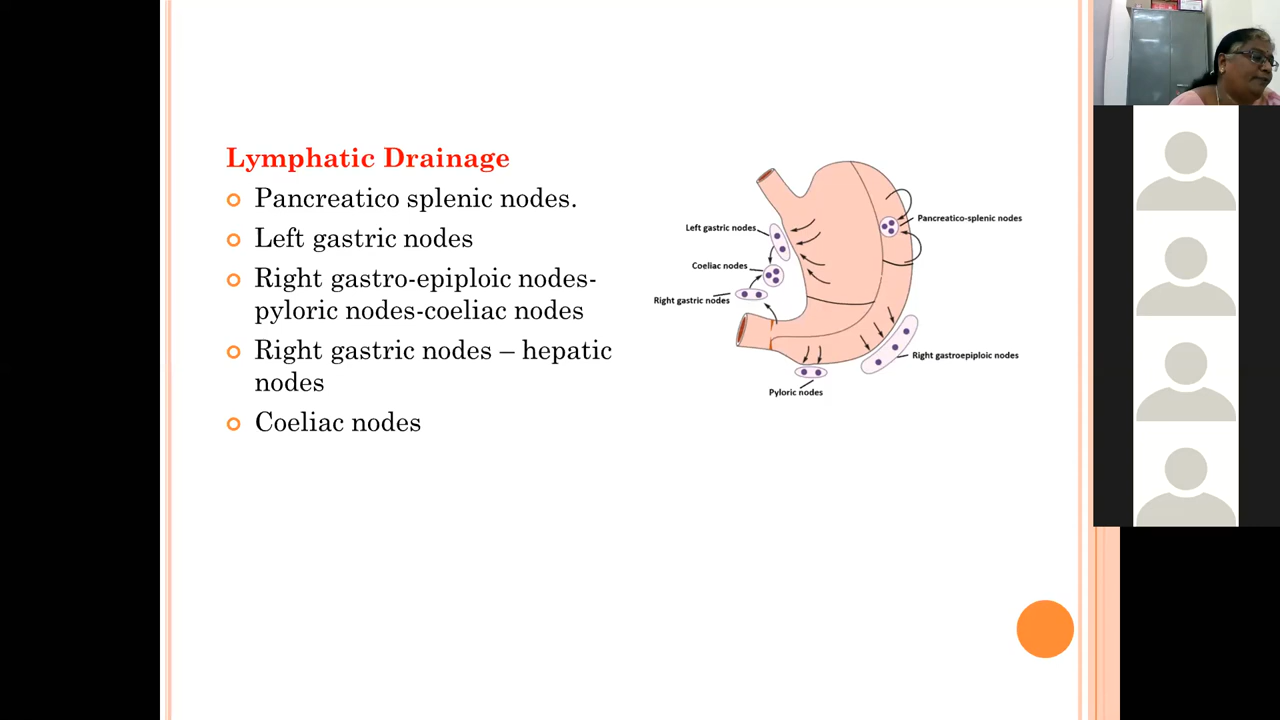 Lymphatic Drainage
Pancreatico splenic nodes.
Left gastric nodes
Right gastro-epiploic nodes-
pyloric nodes-coeliac nodes
Right gastric nodes – hepatic
nodes
Coeliac nodes
Left gastric nodes
Coeliac nodes
Right gastric nodes
Pancreatico-splenic nodes
Right gastroepiploic nodes
Pyloric nodes